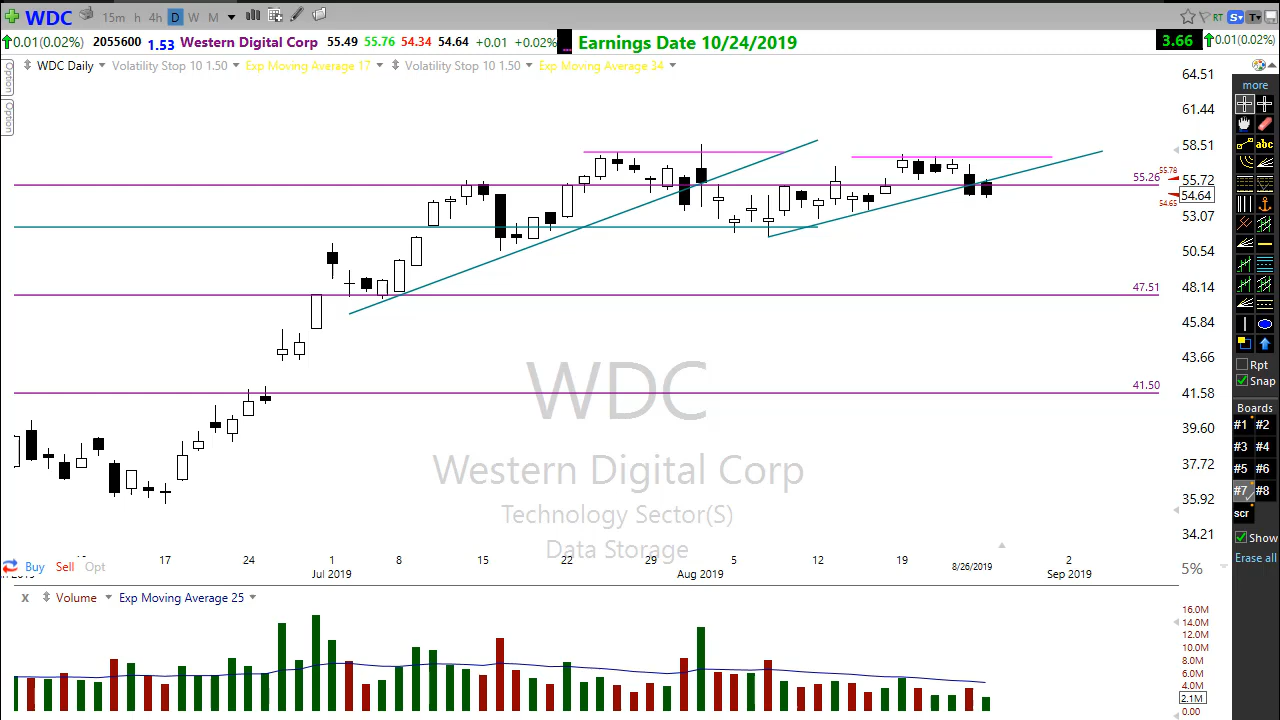 WDC 15m h 4h D W M RT S T
0.01(0.02%) 2055600 1.53 Western Digital Corp 55.49 55.76 54.34 54.64 +0.01 +0.02% ... Earnings Date 10/24/2019 3.66 0.01(0.02%)
Option
Option
WDC Daily Volatility Stop 10 1.50 Exp Moving Average 17 Volatility Stop 10 1.50 Exp Moving Average 34
64.51
61.44
58.51
55.72
54.64
53.07
50.54
48.14
45.84
43.66
41.58
39.60
37.72
35.92
34.21
55.26
55.78
54.65
47.51
41.50
WDC
Western Digital Corp
Technology Sector(S)
Data Storage
17 24 1 8 15 22 29 5 12 19 8/26/2019 2
Jul 2019 Aug 2019 Sep 2019
Buy Sell Opt
5%
x Volume Exp Moving Average 25
16.0M
14.0M
12.0M
10.0M
8.0M
6.0M
4.0M
2.1M
0.00
more
abc
Rpt
Snap
Boards
#1 #2
#3 #4
#5 #6
#7 #8
scr
Show
Erase all